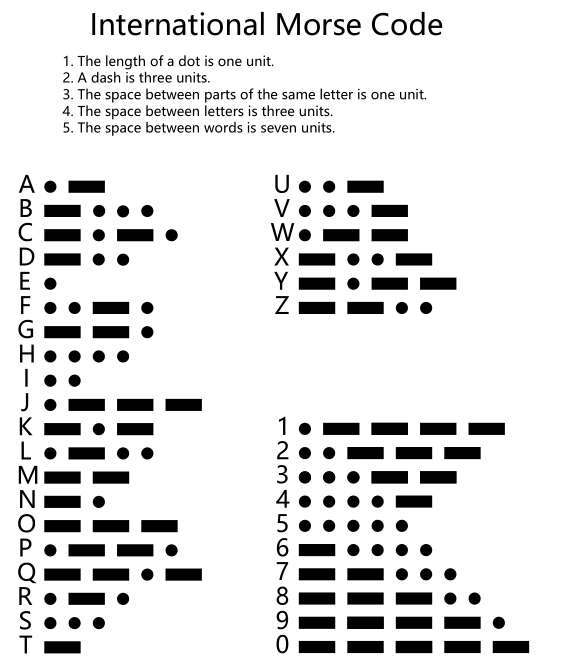 International Morse Code
1. The length of a dot is one unit.
2. A dash is three units.
3. The space between parts of the same letter is one unit.
4. The space between letters is three units.
5. The space between words is seven units.
A
B
C
D
E
F
G
H
I
J
K
L
M
N
O
P
Q
R
S
T
U
V
W
X
Y
Z
1
2
3
4
5
6
7
8
9
0